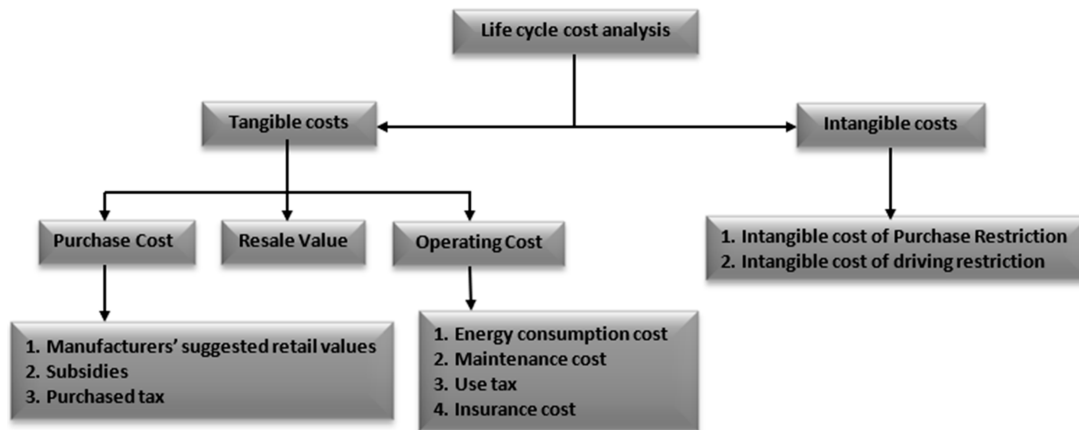 Life cycle cost analysis
Tangible costs
Intangible costs
Purchase Cost
Resale Value
Operating Cost
1. Intangible cost of Purchase Restriction
2. Intangible cost of driving restriction
1. Manufacturers' suggested retail values
2. Subsidies
3. Purchased tax
1. Energy consumption cost
2. Maintenance cost
3. Use tax
4. Insurance cost